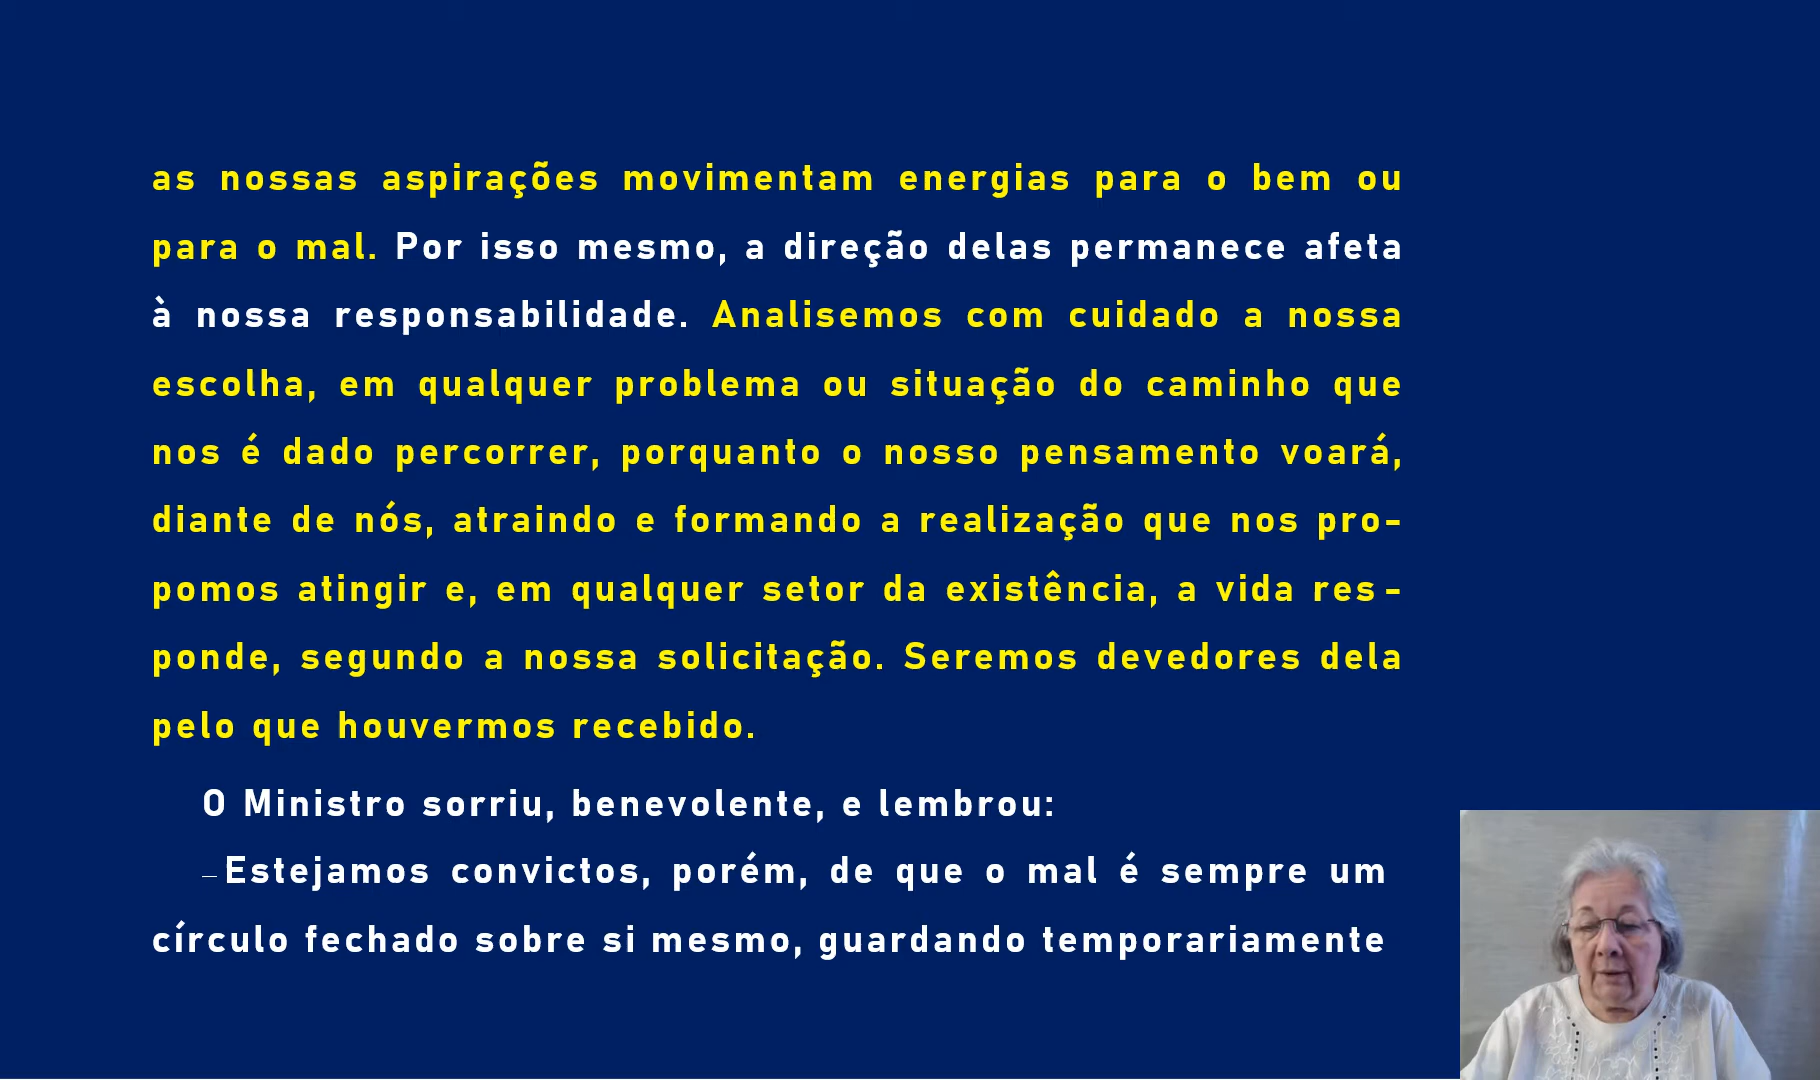 as nossas aspirações movimentam energias para o bem ou
para o mal. Por isso mesmo, a direção delas permanece afeta
à nossa responsabilidade. Analisemos com cuidado a nossa
escolha, em qualquer problema ou situação do caminho que
nos é dado percorrer, porquanto o nosso pensamento voará,
diante de nós, atraindo e formando a realização que nos pro-
pomos atingir e, em qualquer setor da existência, a vida res-
ponde, segundo a nossa solicitação. Seremos devedores dela
pelo que houvermos recebido.
O Ministro sorriu, benevolente, e lembrou:
– Estejamos convictos, porém, de que o mal é sempre um
círculo fechado sobre si mesmo, guardando temporariamente